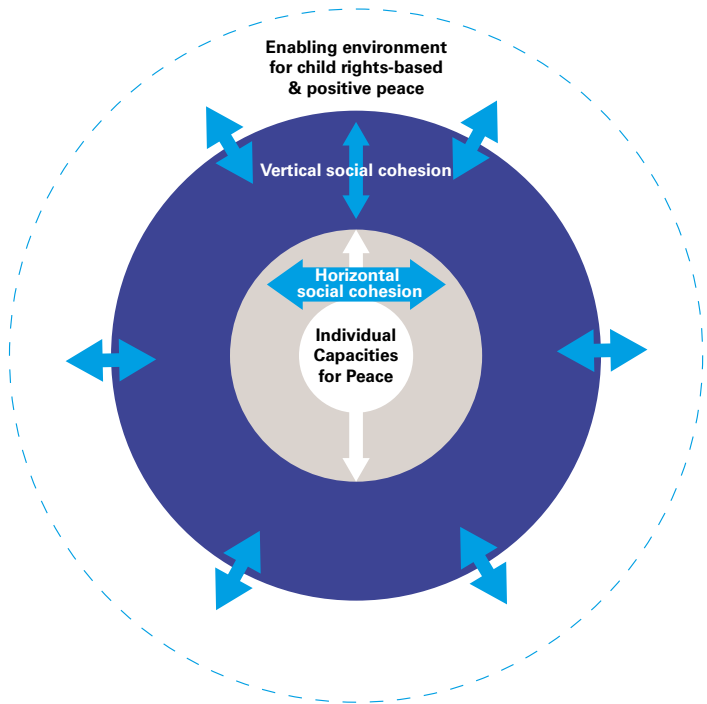 Enabling environment
for child rights-based
& positive peace
Vertical social cohesion
Horizontal
social cohesion
Individual
Capacities
for Peace